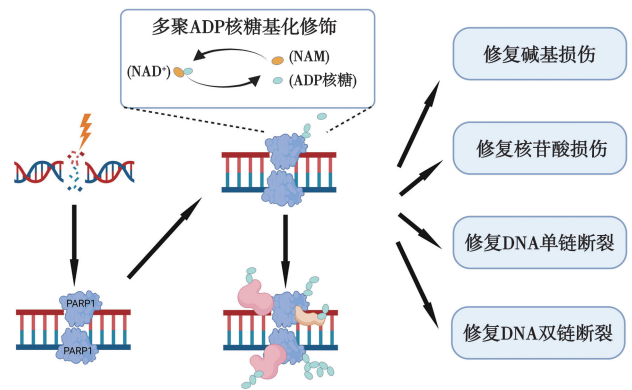 多聚ADP核糖基化修饰
(NAD⁺)
(NAM)
(ADP核糖)
PARP1
PARP1
修复碱基损伤
修复核苷酸损伤
修复DNA单链断裂
修复DNA双链断裂